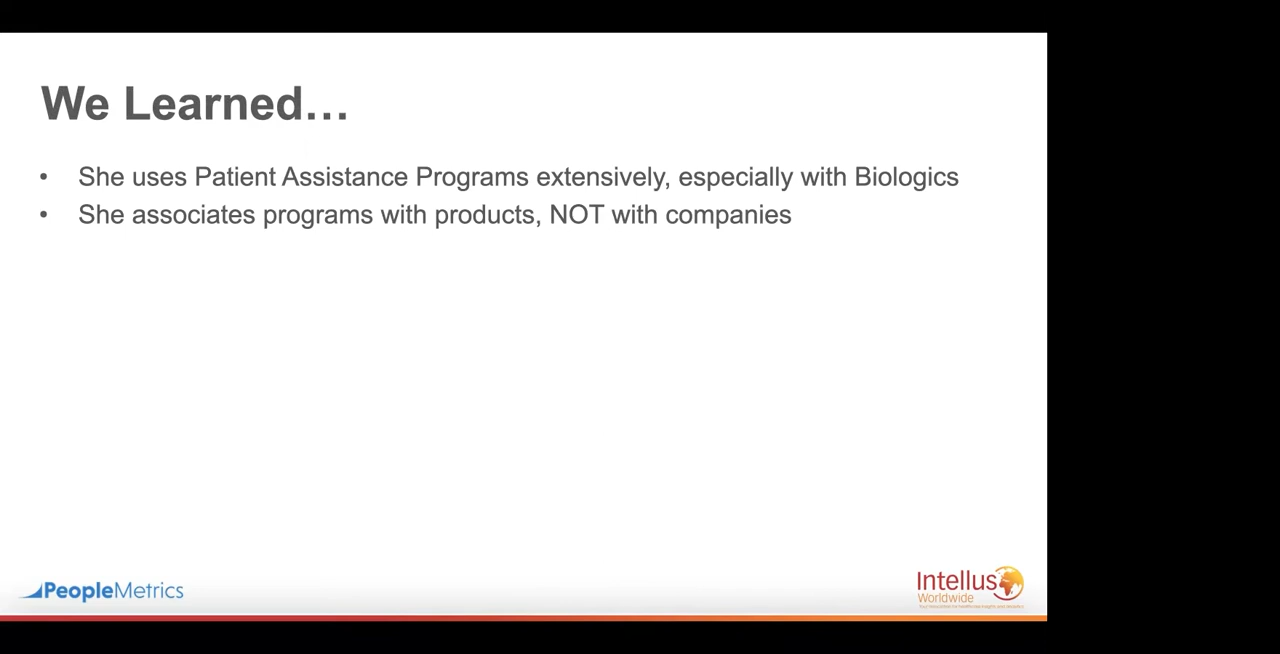 We Learned…
• She uses Patient Assistance Programs extensively, especially with Biologics
• She associates programs with products, NOT with companies
PeopleMetrics
Intellus
Worldwide